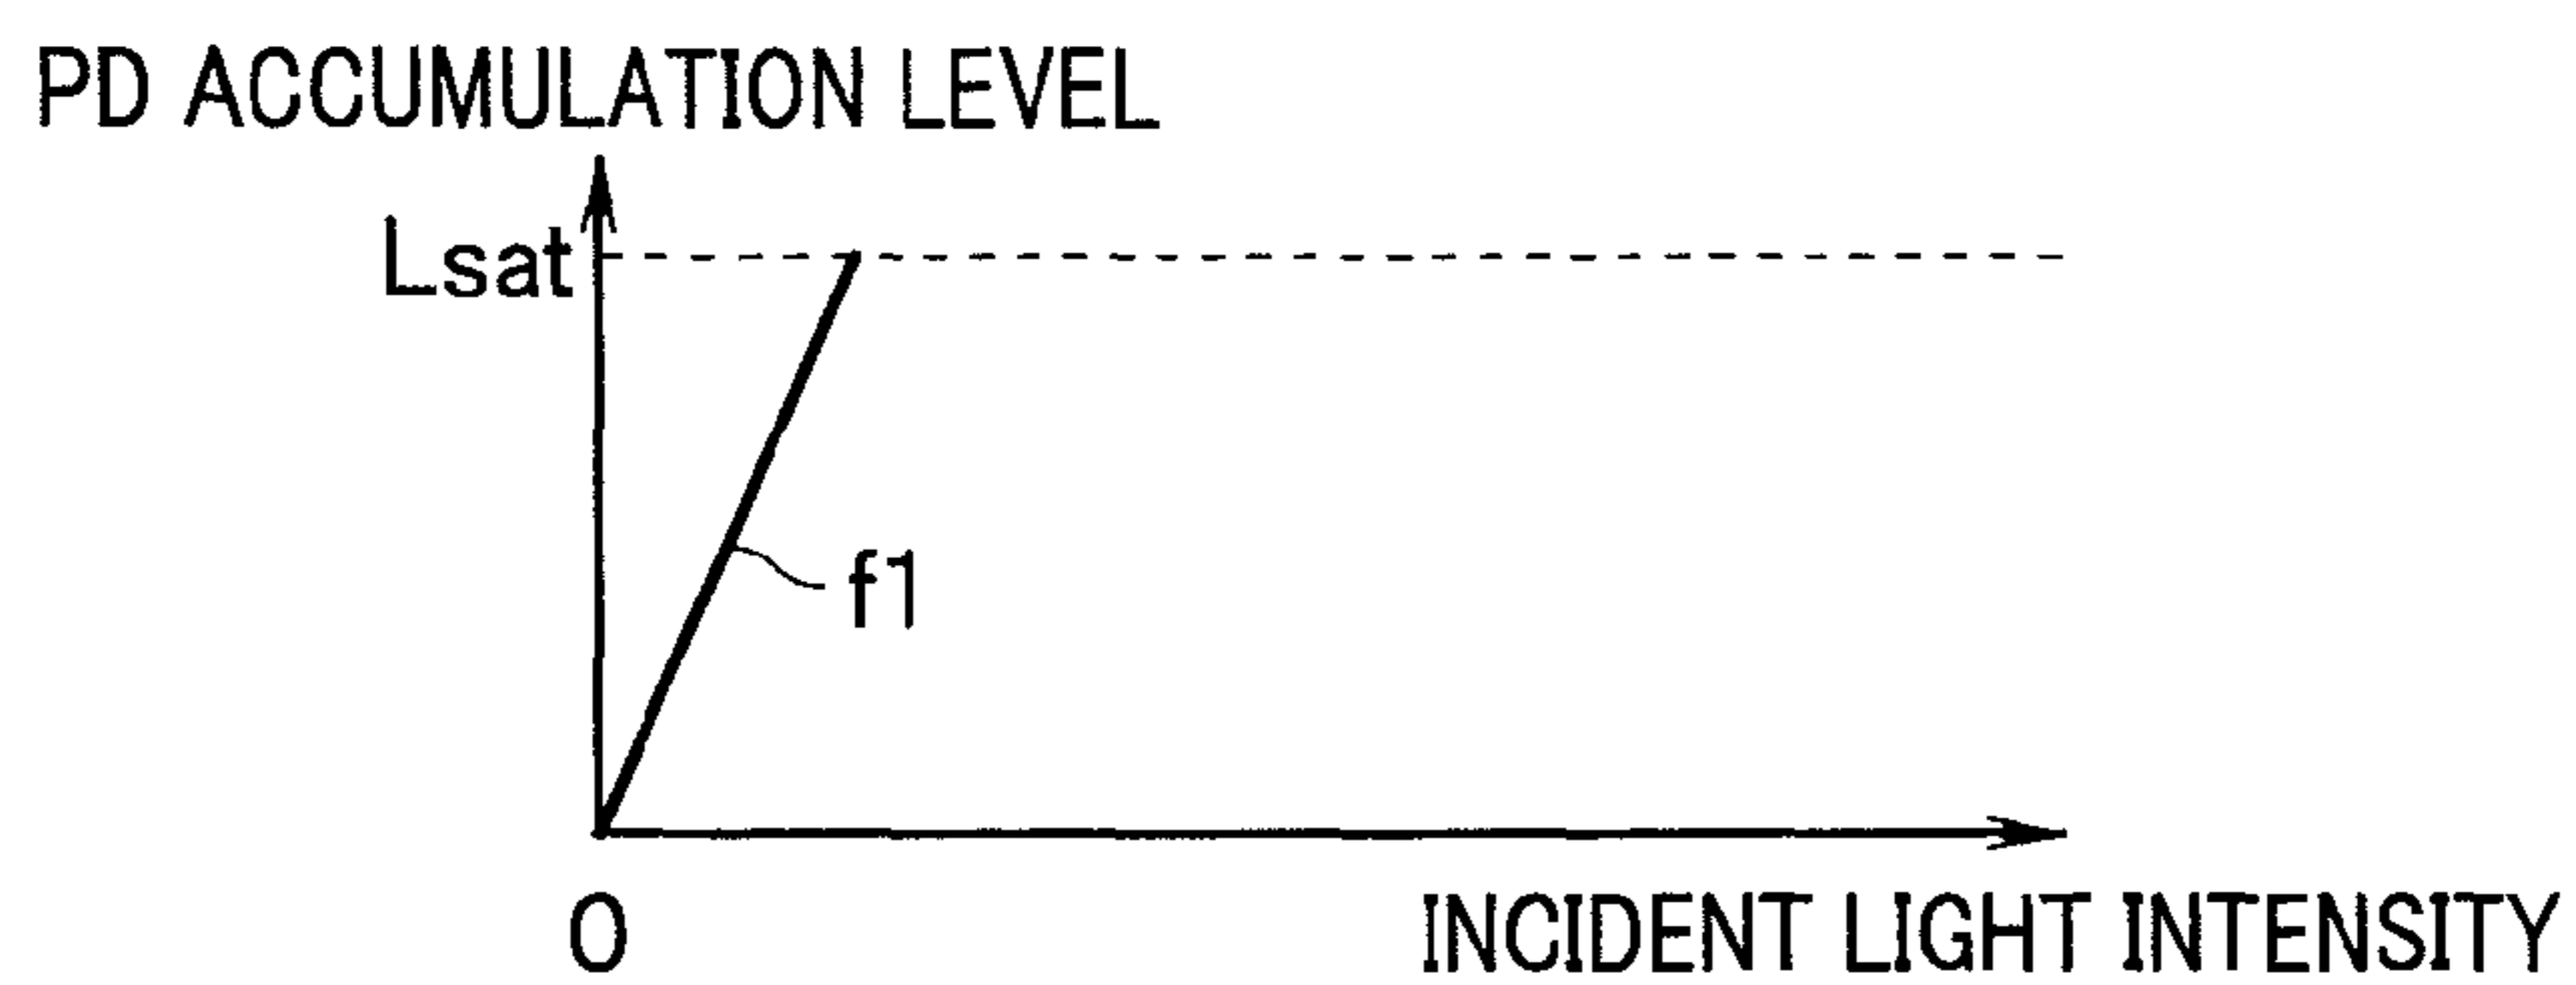 PD ACCUMULATION LEVEL
Lsat
f1
0
INCIDENT LIGHT INTENSITY